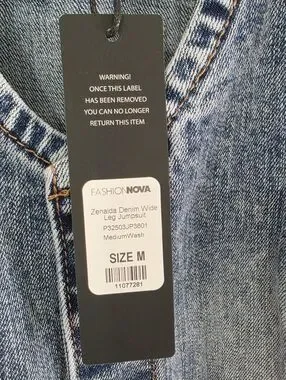 WARNING!
ONCE THIS LABEL
HAS BEEN REMOVED
YOU CAN NO LONGER
RETURN THIS ITEM
FASHIONNOVA
Zenaida Denim Wide
Leg Jumpsuit
P32503JP3601
MediumWash
SIZE M
11077281